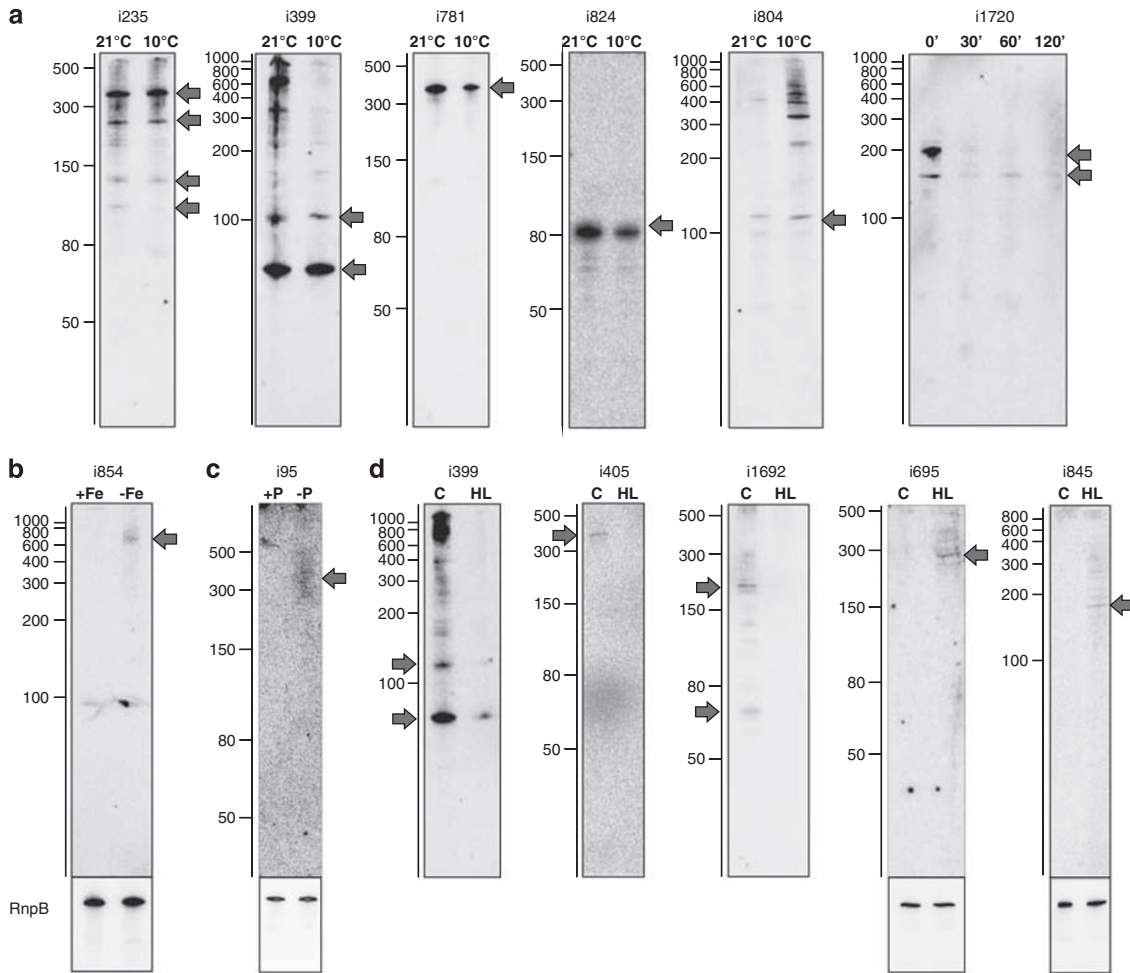 a
i235
21°C 10°C
500
300
150
80
50
i399
21°C 10°C
1000
800
600
400
300
200
100
i781
21°C 10°C
500
300
150
80
50
i824
21°C 10°C
500
300
150
80
50
i804
21°C 10°C
1000
800
600
400
300
200
100
i1720
0' 30' 60' 120'
1000
800
600
400
300
200
100
b
i854
+Fe -Fe
1000
800
600
400
300
200
100
RnpB
c
i95
+P -P
500
300
150
80
50
d
i399
C HL
1000
800
600
400
300
200
100
i405
C HL
500
300
150
80
50
i1692
C HL
500
300
150
80
50
i695
C HL
500
300
150
80
50
i845
C HL
800
600
400
300
200
100